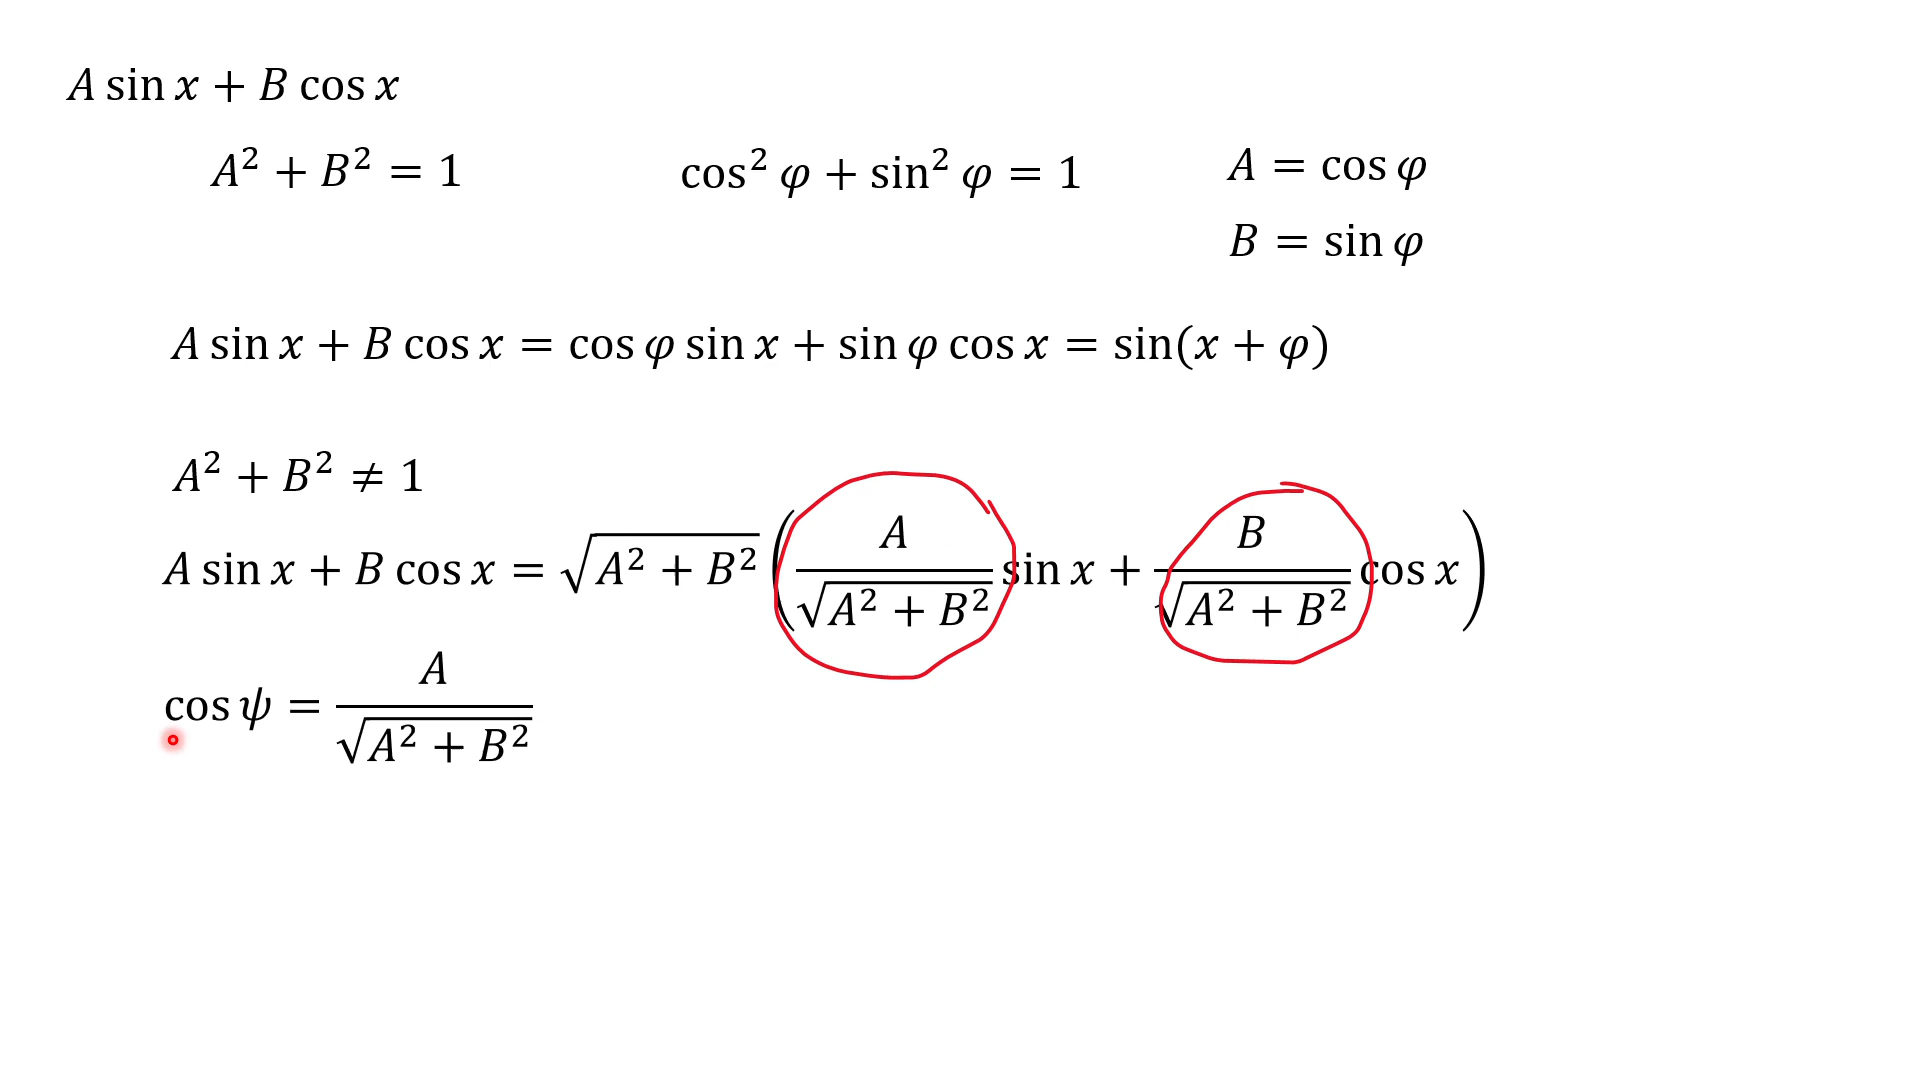 A sin x + B cos x
A² + B² = 1 cos² φ + sin² φ = 1 A = cos φ
B = sin φ
A sin x + B cos x = cos φ sin x + sin φ cos x = sin(x + φ)
A² + B² ≠ 1
A sin x + B cos x = √(A² + B²) (A/√(A² + B²) sin x + B/√(A² + B²) cos x)
cos ψ = A/√(A² + B²)